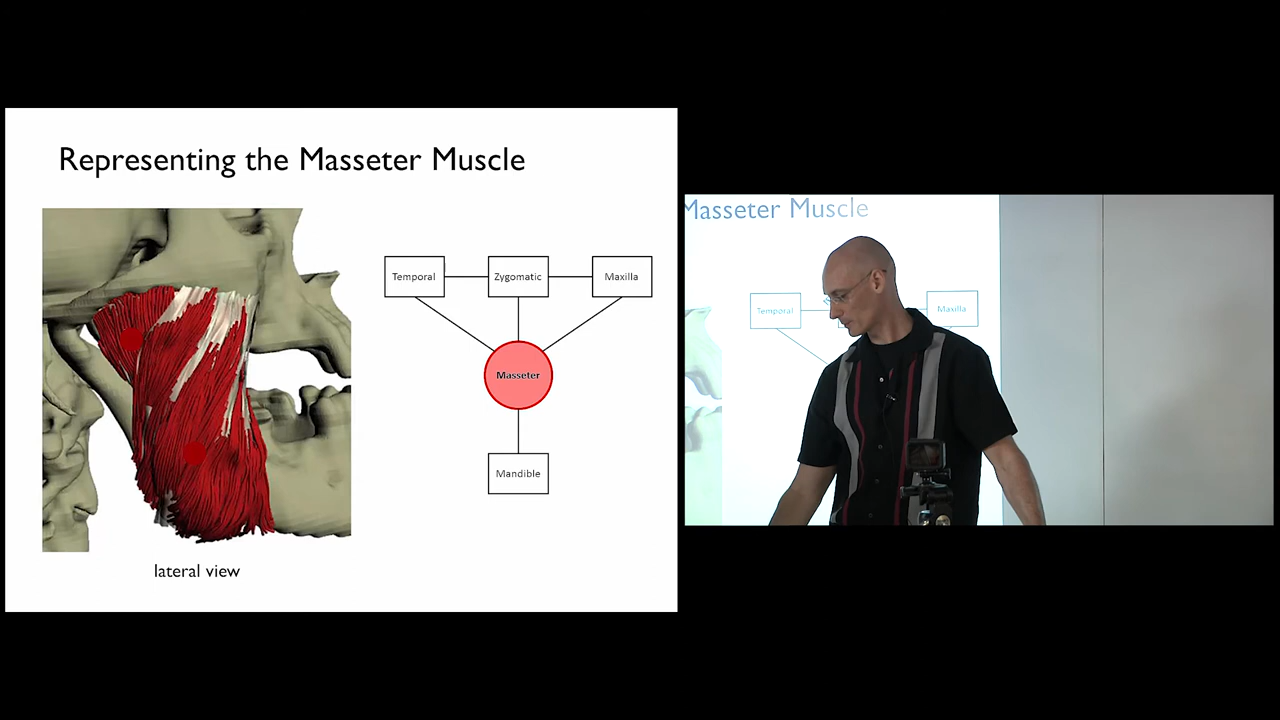 Representing the Masseter Muscle
Temporal
Zygomatic
Maxilla
Masseter
Mandible
lateral view
Masseter Muscle
Temporal
Maxilla